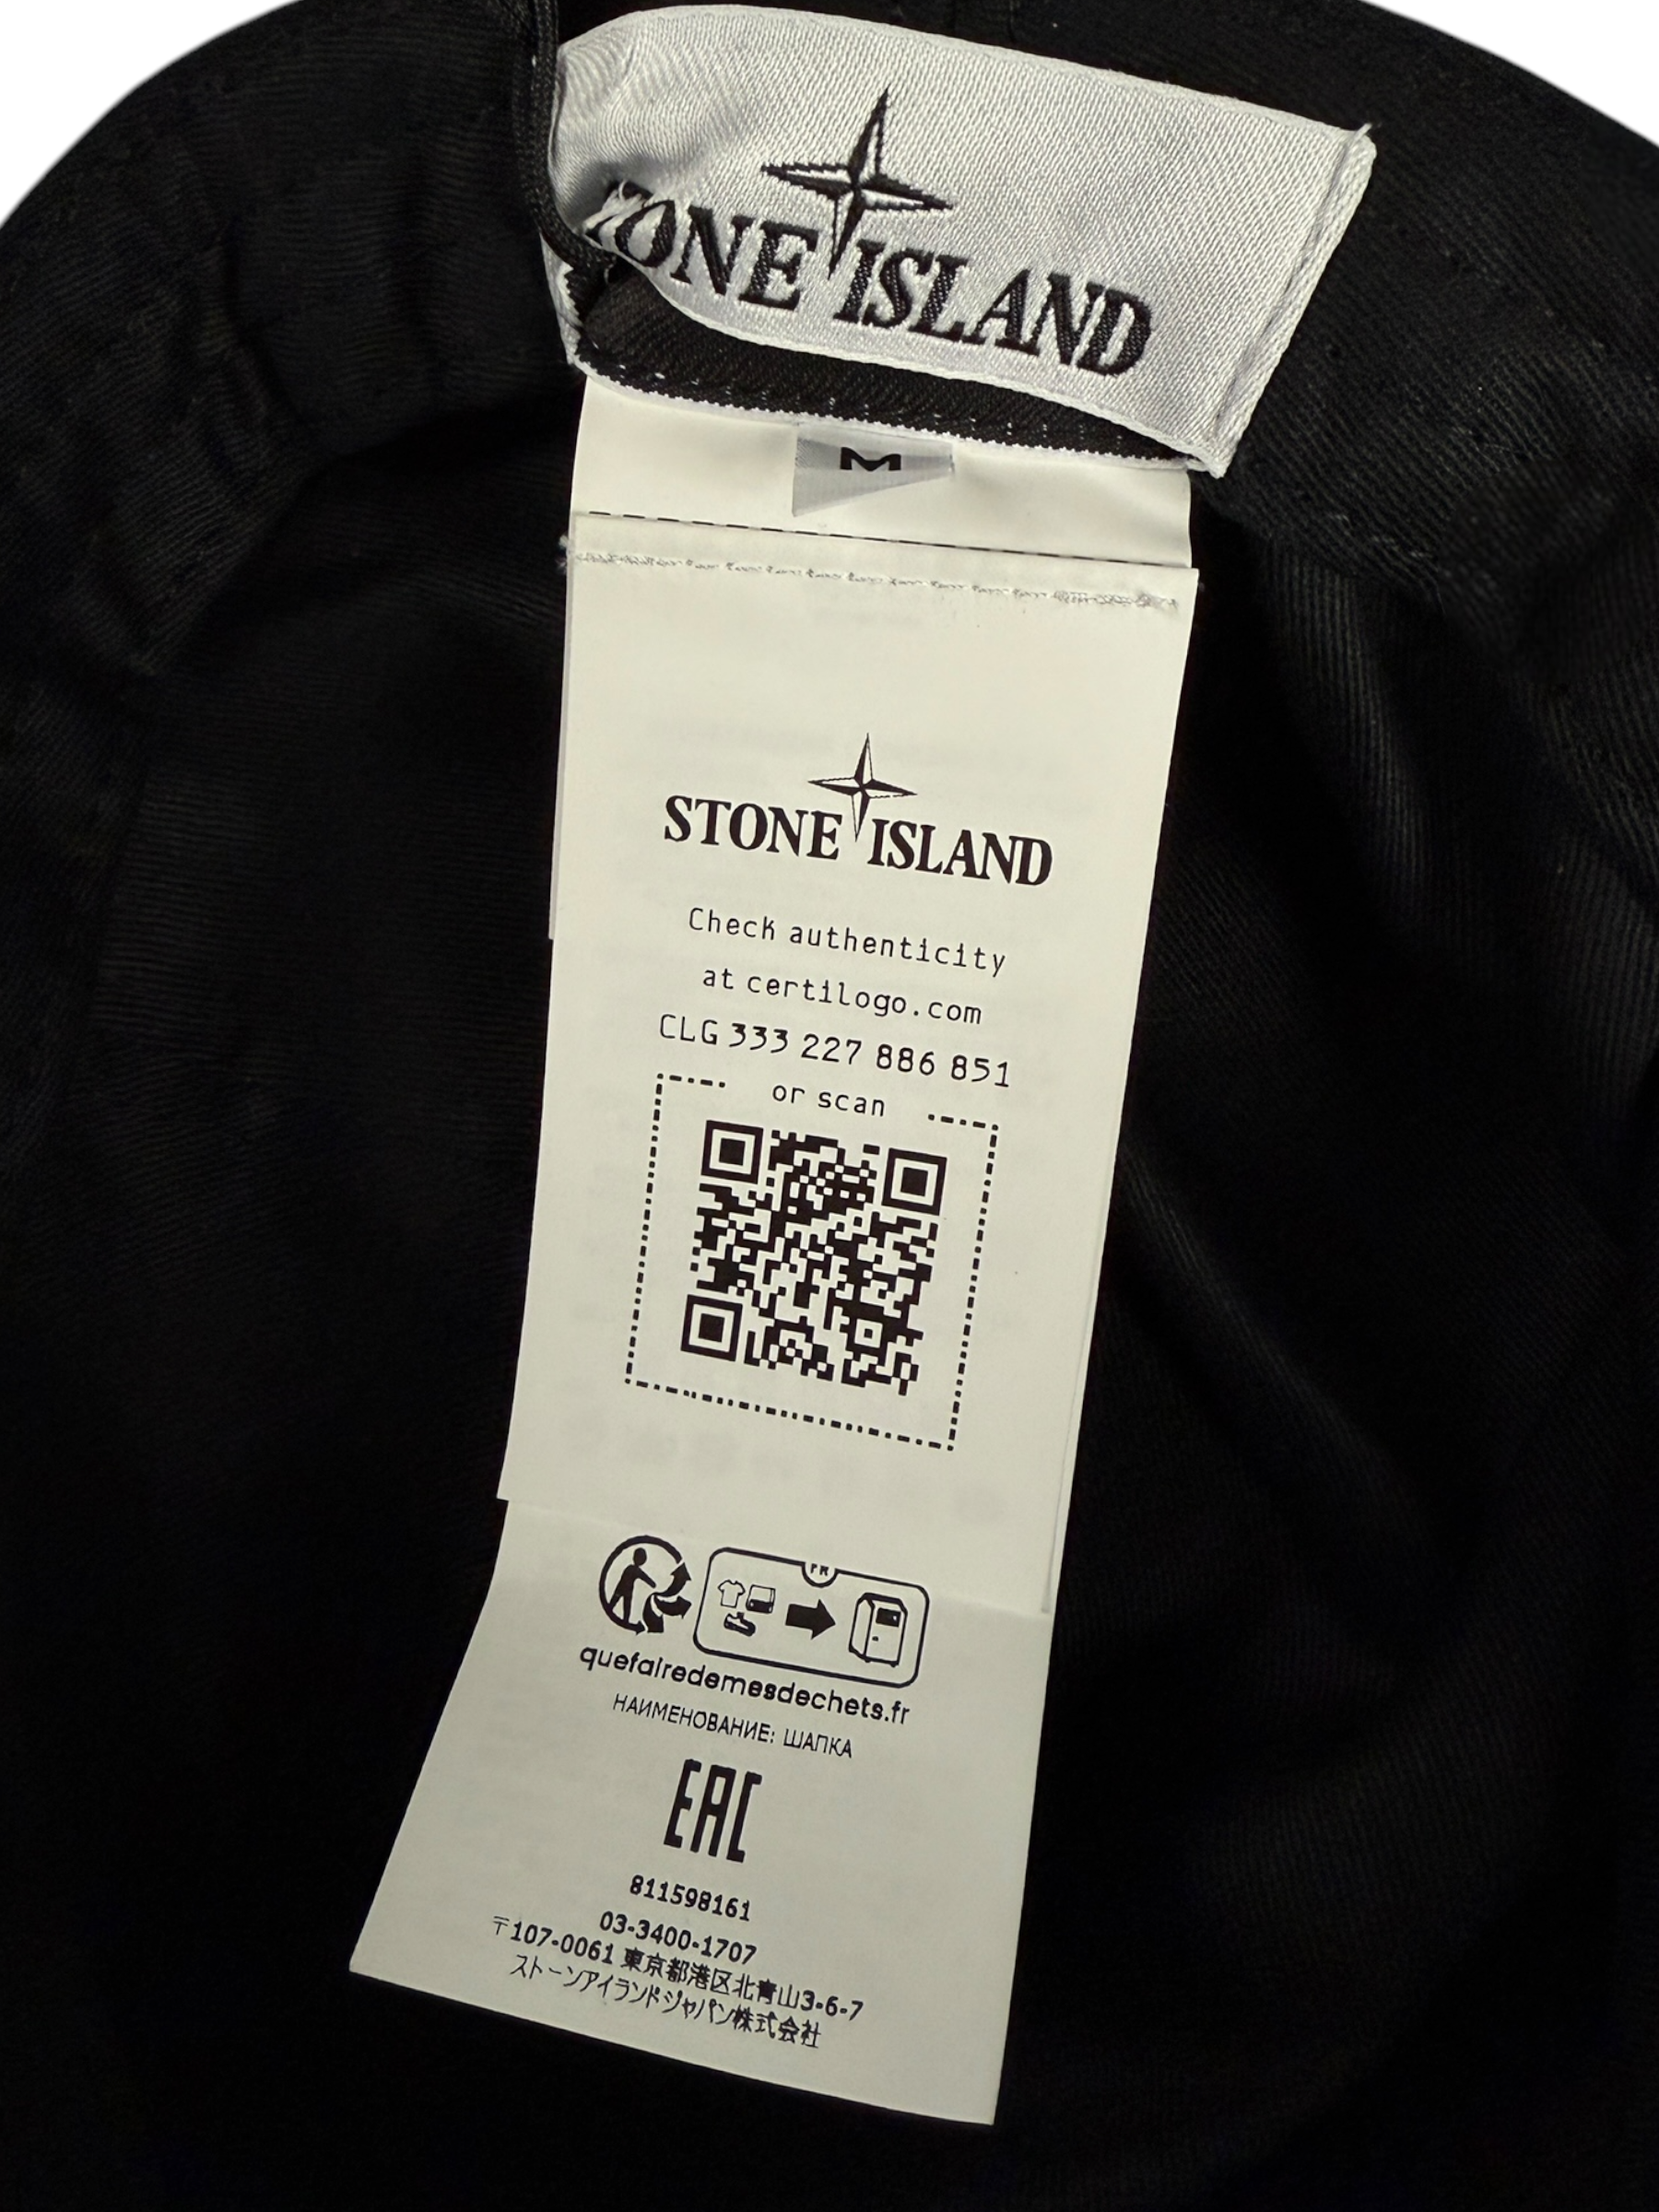 STONE ISLAND
M
STONE ISLAND
Check authenticity
at certilogo.com
CLG 333 227 886 851
or scan
FR
quefairedemesdechets.fr
НАИМЕНОВАНИЕ: ШАПКА
EAC
811598161
03-3400-1707
〒107-0061 東京都港区北青山3-6-7
ストーンアイランドジャパン株式会社